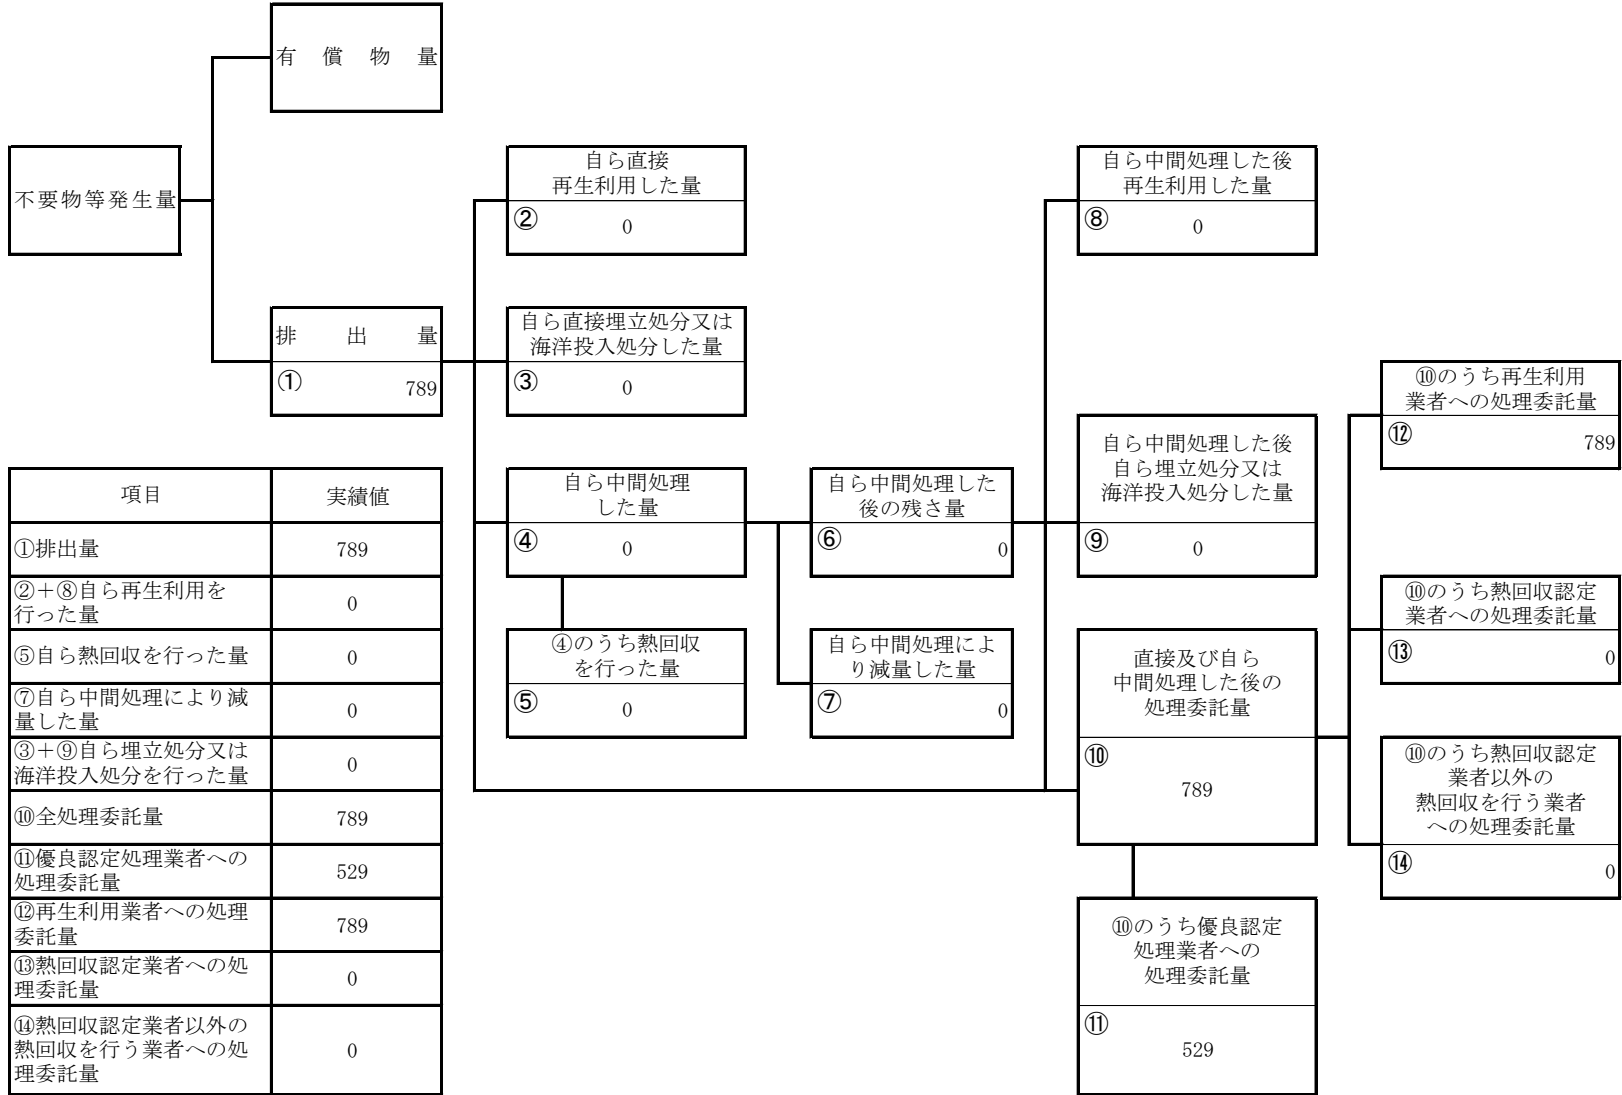 有償物量
不要物等発生量
排出量
① 789
自ら直接
再生利用した量
② 0
自ら直接埋立処分又は
海洋投入処分した量
③ 0
自ら中間処理
した量
④ 0
④のうち熱回収
を行った量
⑤ 0
自ら中間処理した
後の残さ量
⑥ 0
自ら中間処理によ
り減量した量
⑦ 0
自ら中間処理した後
再生利用した量
⑧ 0
自ら中間処理した後
自ら埋立処分又は
海洋投入処分した量
⑨ 0
直接及び自ら
中間処理した後の
処理委託量
⑩
789
⑩のうち優良認定
処理業者への
処理委託量
⑪
529
⑩のうち再生利用
業者への処理委託量
⑫ 789
⑩のうち熱回収認定
業者への処理委託量
⑬ 0
⑩のうち熱回収認定
業者以外の
熱回収を行う業者
への処理委託量
⑭ 0
項目 実績値
①排出量 789
②+⑧自ら再生利用を
行った量 0
⑤自ら熱回収を行った量 0
⑦自ら中間処理により減
量した量 0
③+⑨自ら埋立処分又は
海洋投入処分を行った量 0
⑩全処理委託量 789
⑪優良認定処理業者への
処理委託量 529
⑫再生利用業者への処理
委託量 789
⑬熱回収認定業者への処
理委託量 0
⑭熱回収認定業者以外の
熱回収を行う業者への処
理委託量 0